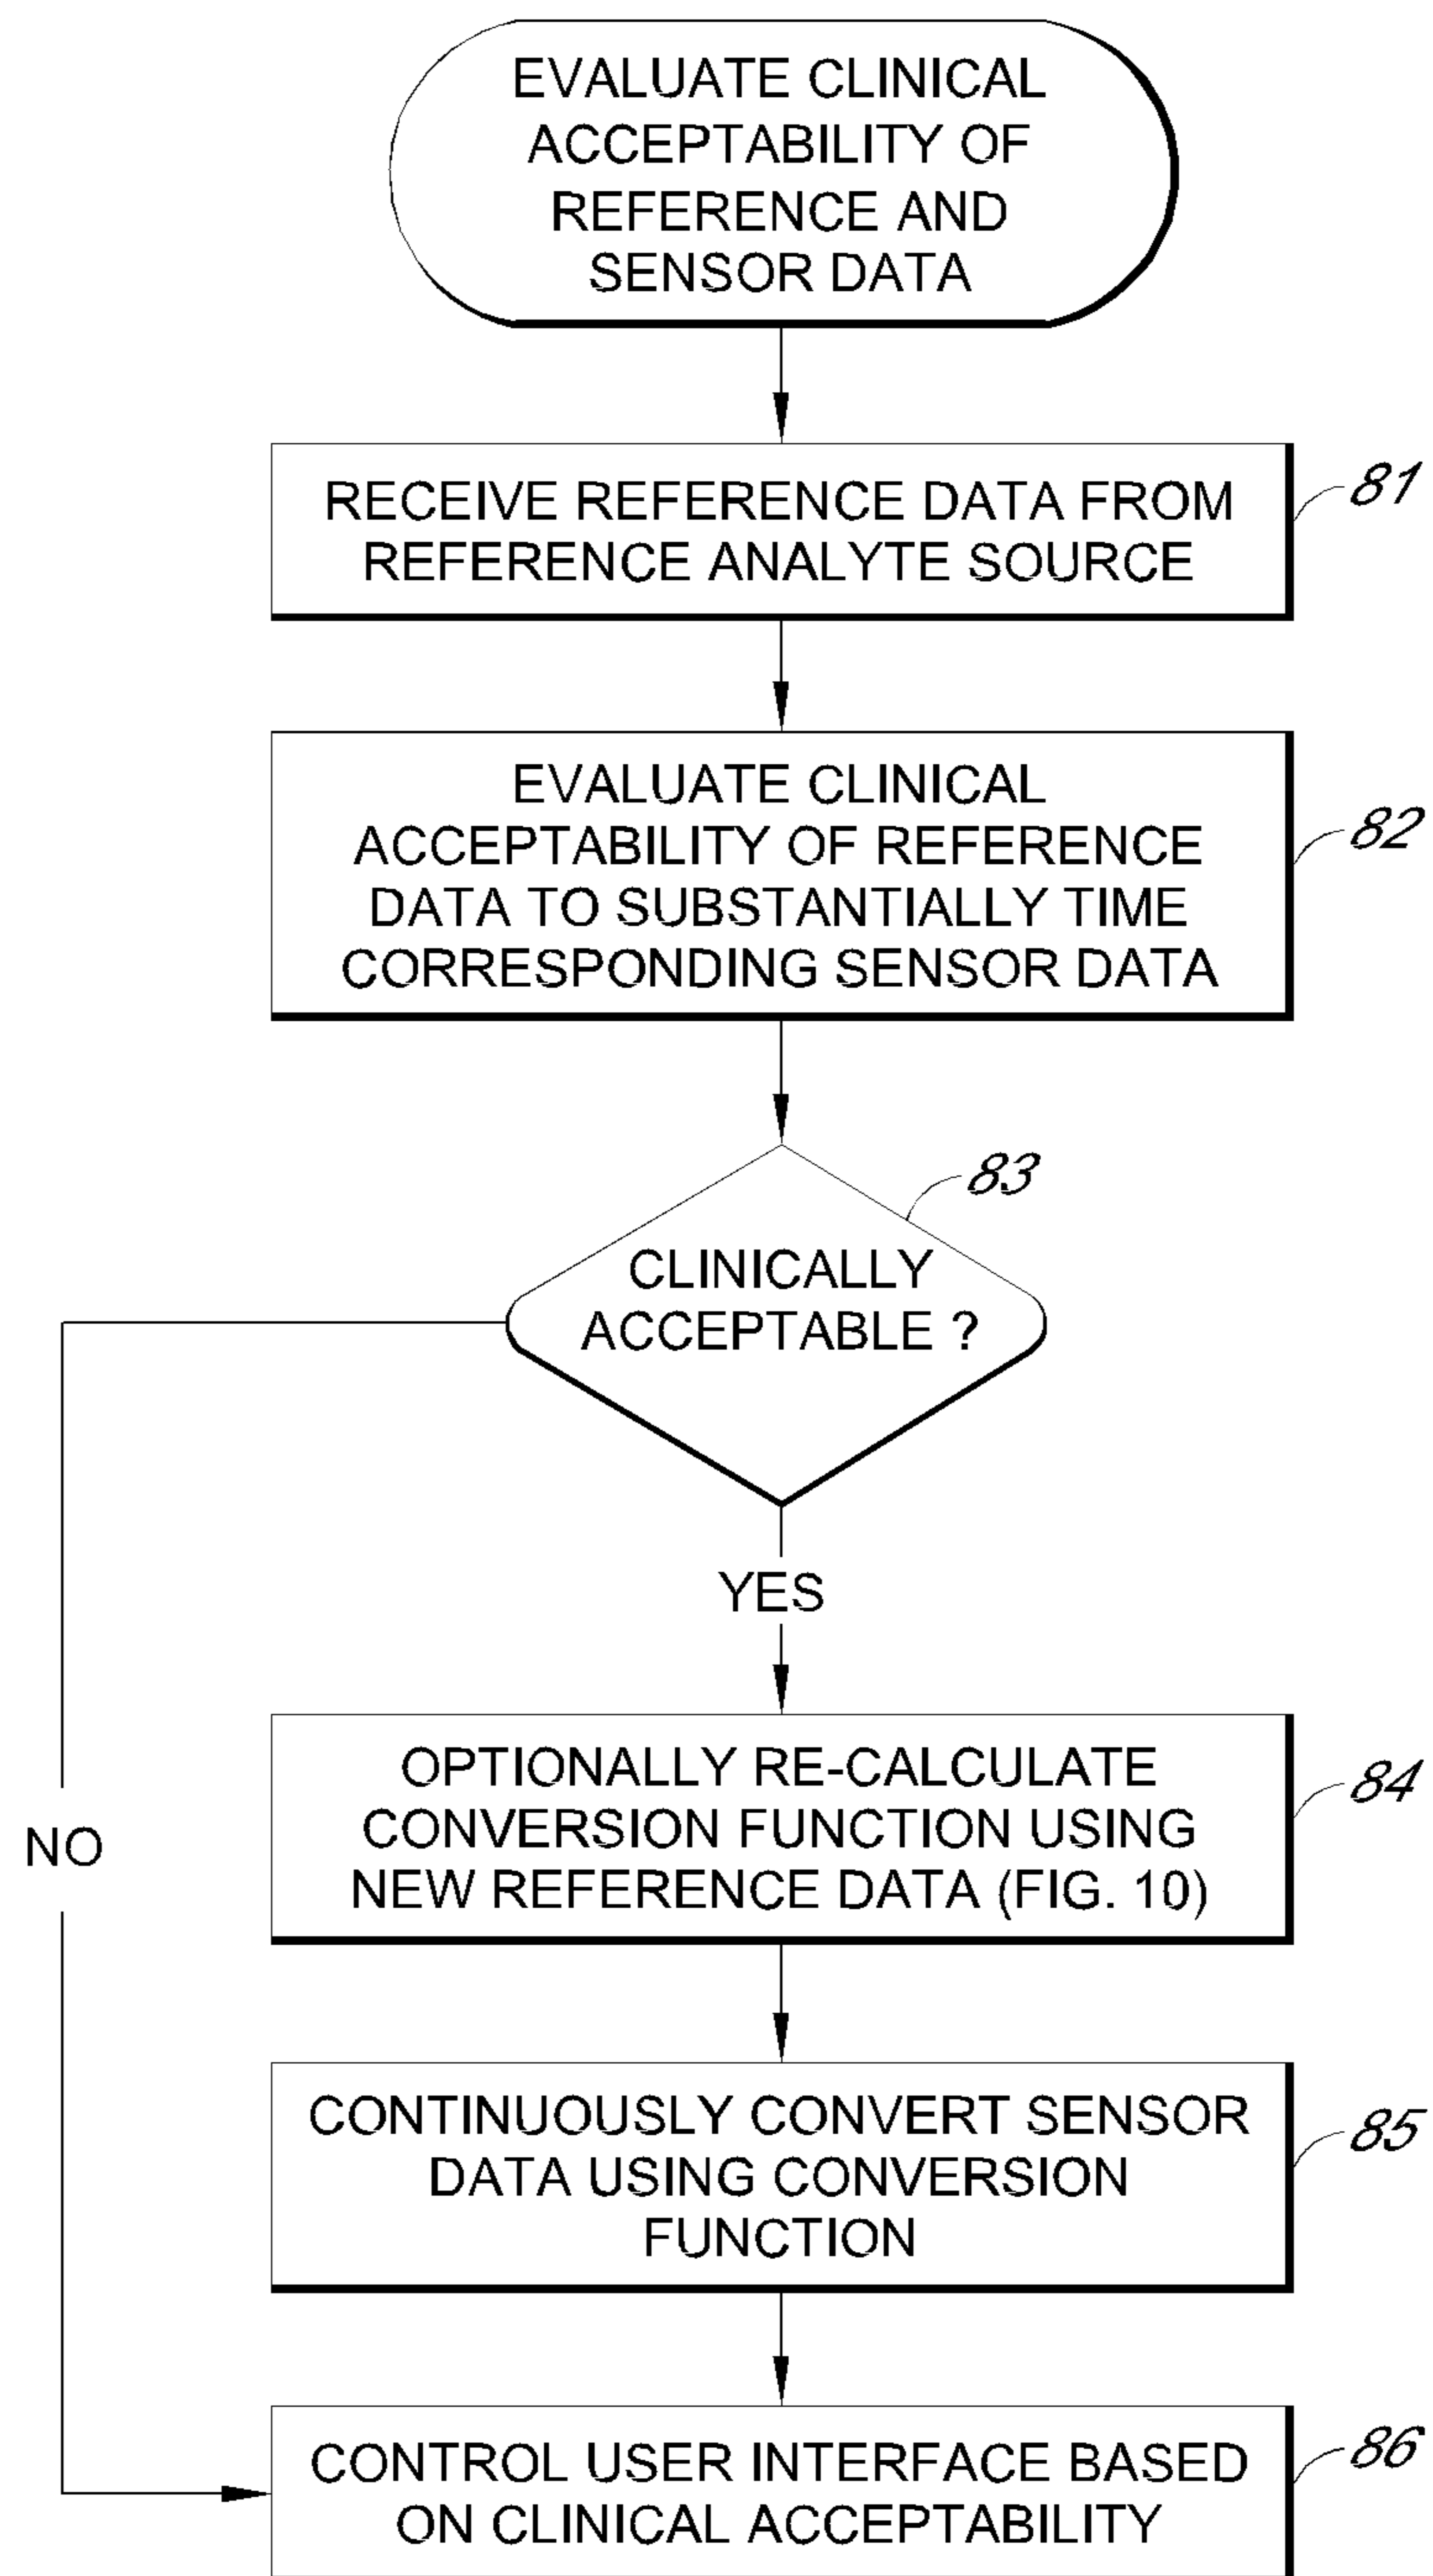 EVALUATE CLINICAL
ACCEPTABILITY OF
REFERENCE AND
SENSOR DATA
RECEIVE REFERENCE DATA FROM
REFERENCE ANALYTE SOURCE
81
EVALUATE CLINICAL
ACCEPTABILITY OF REFERENCE
DATA TO SUBSTANTIALLY TIME
CORRESPONDING SENSOR DATA
82
83
CLINICALLY
ACCEPTABLE ?
YES
NO
OPTIONALLY RE-CALCULATE
CONVERSION FUNCTION USING
NEW REFERENCE DATA (FIG. 10)
84
CONTINUOUSLY CONVERT SENSOR
DATA USING CONVERSION
FUNCTION
85
CONTROL USER INTERFACE BASED
ON CLINICAL ACCEPTABILITY
86